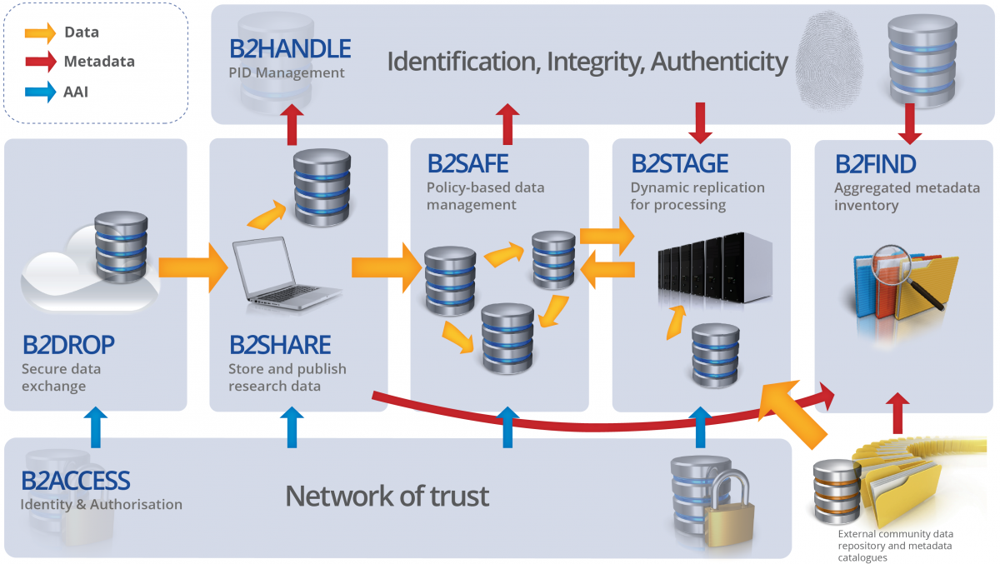 Data
Metadata
AAI
B2HANDLE
PID Management
Identification, Integrity, Authenticity
B2DROP
Secure data
exchange
B2SHARE
Store and publish
research data
B2SAFE
Policy-based data
management
B2STAGE
Dynamic replication
for processing
B2FIND
Aggregated metadata
inventory
B2ACCESS
Identity & Authorisation
Network of trust
External community data
repository and metadata
catalogues